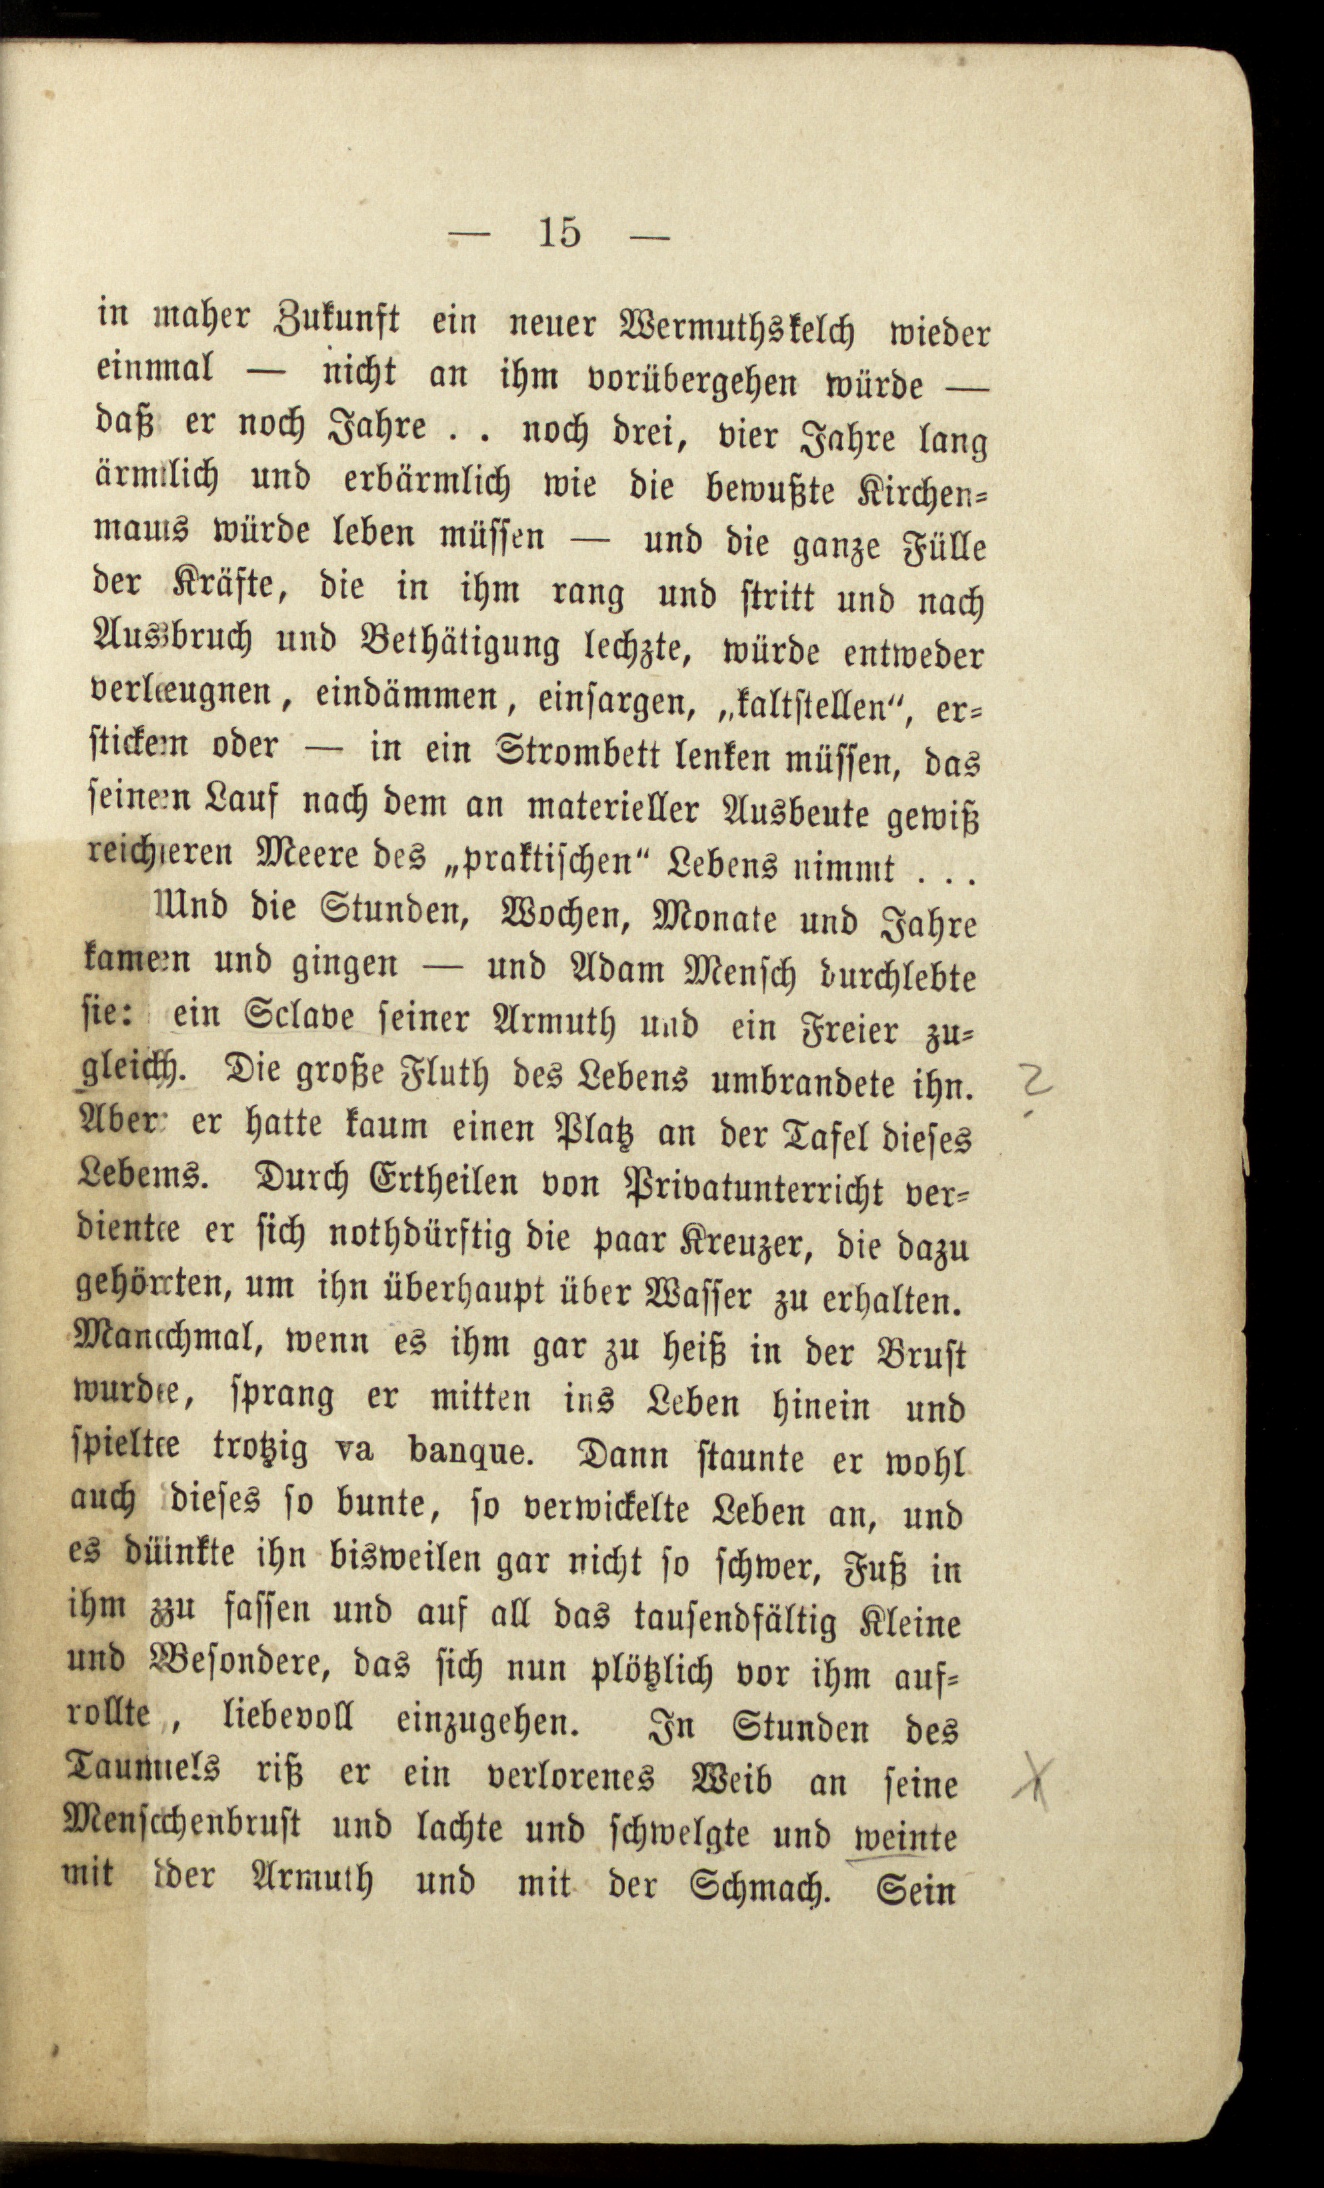 — 15 —
in naher Zukunft ein neuer Wermuthskelch wieder
einmal — nicht an ihm vorübergehen würde —
daß er noch Jahre . . noch drei, vier Jahre lang
ärmlich und erbärmlich wie die bewußte Kirchen-
maus würde leben müssen — und die ganze Fülle
der Kräfte, die in ihm rang und stritt und nach
Ausbruch und Bethätigung lechzte, würde entweder
verleugnen, eindämmen, einsargen, „kaltstellen“, er-
sticken oder — in ein Strombett lenken müssen, das
seinen Lauf nach dem an materieller Ausbeute gewiß
reicheren Meere des „praktischen“ Lebens nimmt . . .
Und die Stunden, Wochen, Monate und Jahre
kamen und gingen — und Adam Mensch durchlebte
sie: ein Sclave seiner Armuth und ein Freier zu-
gleich. Die große Fluth des Lebens umbrandete ihn. ?
Aber er hatte kaum einen Platz an der Tafel dieses
Lebens. Durch Ertheilen von Privatunterricht ver-
diente er sich nothdürftig die paar Kreuzer, die dazu
gehörten, um ihn überhaupt über Wasser zu erhalten.
Manchmal, wenn es ihm gar zu heiß in der Brust
wurde, sprang er mitten ins Leben hinein und
spielte trotzig va banque. Dann staunte er wohl
auch dieses so bunte, so verwickelte Leben an, und
es dünkte ihn bisweilen gar nicht so schwer, Fuß in
ihm zu fassen und auf all das tausendfältig Kleine
und Besondere, das sich nun plötzlich vor ihm auf-
rollte, liebevoll einzugehen. In Stunden des
Taumels riß er ein verlorenes Weib an seine
Menschenbrust und lachte und schwelgte und weinte
mit der Armuth und mit der Schmach. Sein